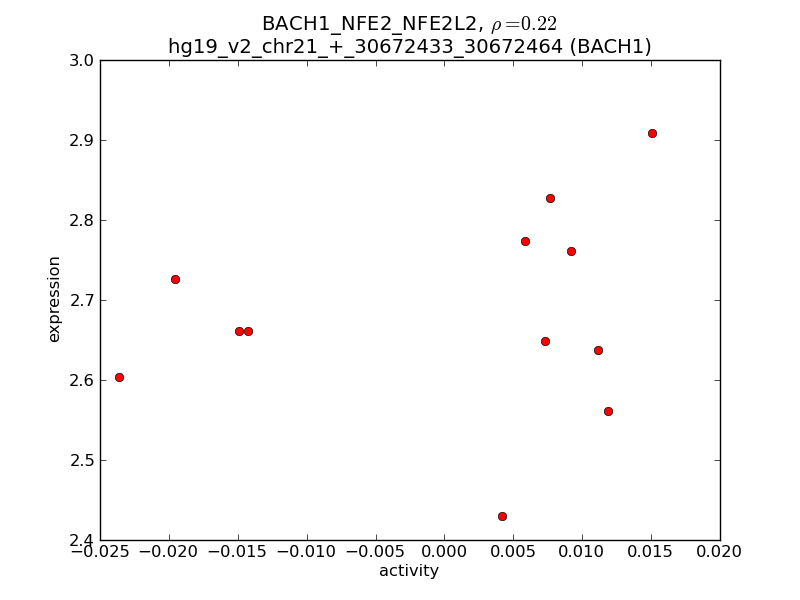 BACH1_NFE2_NFE2L2, ρ=0.22
hg19_v2_chr21_+_30672433_30672464 (BACH1)
3.0
2.9
2.8
2.7
2.6
2.5
2.4
expression
−0.025 −0.020 −0.015 −0.010 −0.005 0.000 0.005 0.010 0.015 0.020
activity